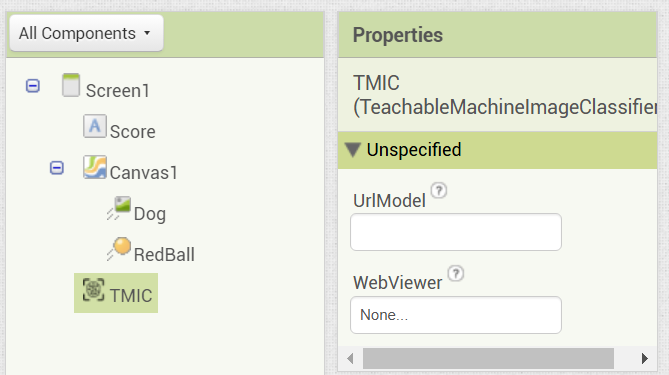 All Components
Screen1
A Score
Canvas1
Dog
RedBall
TMIC
Properties
TMIC
(TeachableMachineImageClassifier
Unspecified
UrlModel ?
WebViewer ?
None...